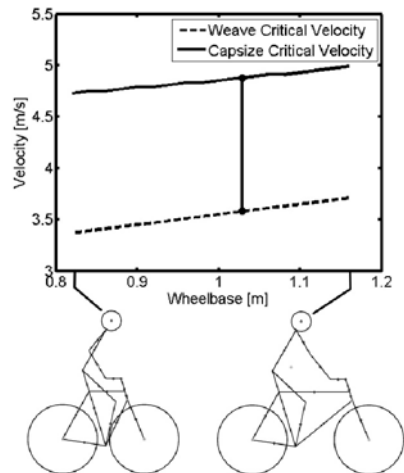 5.5
5
4.5
4
3.5
3
Velocity [m/s]
Weave Critical Velocity
Capsize Critical Velocity
0.8
0.9
1
1.1
1.2
Wheelbase [m]